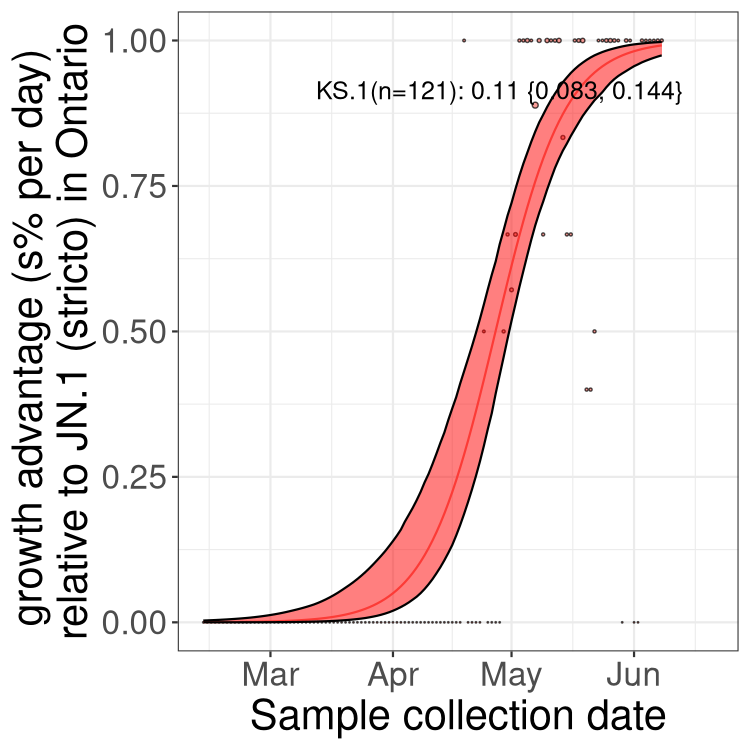 growth advantage (s% per day)
relative to JN.1 (stricto) in Ontario
1.00
0.75
0.50
0.25
0.00
KS.1(n=121): 0.11 {0.083, 0.144}
Mar Apr May Jun
Sample collection date